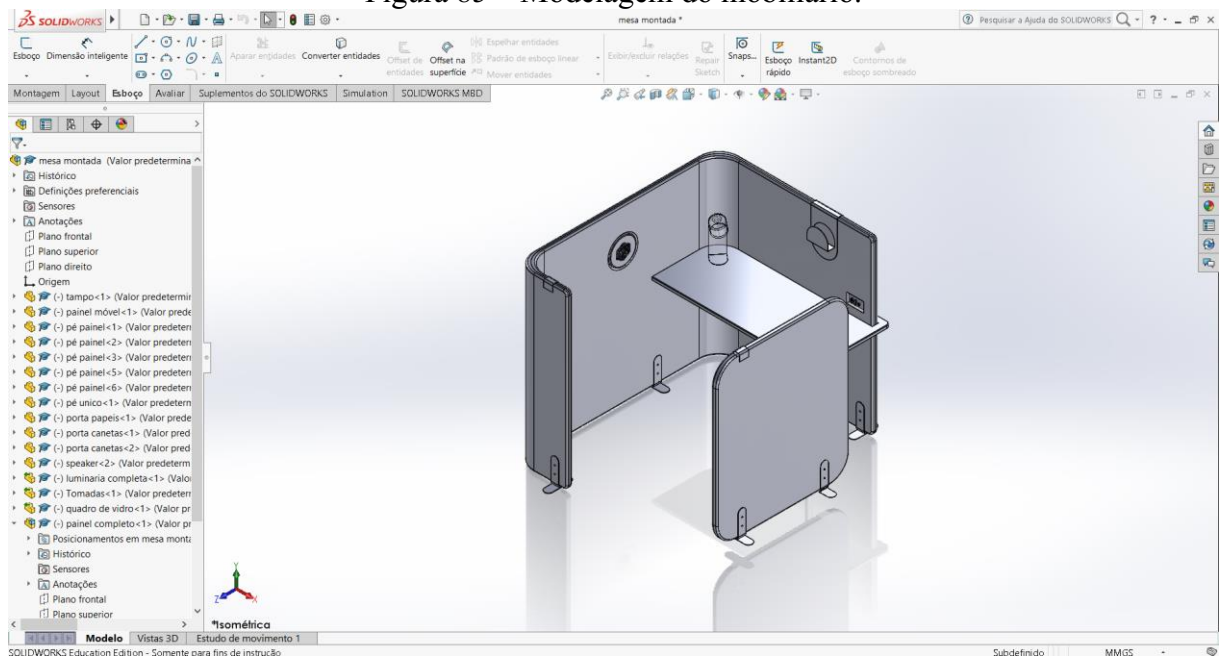 Figura 83 – Modelagem do mobiliário.
SOLIDWORKS
mesa montada *
Pesquisar a Ajuda do SOLIDWORKS
Esboço Dimensão inteligente
Aparar entidades Converter entidades Offset de entidades Offset na superfície
Espelhar entidades
Padrão de esboço linear
Mover entidades
Exibir/excluir relações Repair Sketch Snaps... Esboço rápido Instant2D Contornos de esboço sombreado
Montagem Layout Esboço Avaliar Suplementos do SOLIDWORKS Simulation SOLIDWORKS MBD
mesa montada (Valor predetermina
Histórico
Definições preferenciais
Sensores
Anotações
Plano frontal
Plano superior
Plano direito
Origem
(-) tampo<1> (Valor predetermir
(-) painel móvel<1> (Valor prede
(-) pé painel<1> (Valor predeter
(-) pé painel<2> (Valor predeter
(-) pé painel<3> (Valor predeter
(-) pé painel<5> (Valor predeter
(-) pé painel<6> (Valor predeter
(-) pé unico<1> (Valor predetern
(-) porta papeis<1> (Valor prede
(-) porta canetas<1> (Valor pred
(-) porta canetas<2> (Valor pred
(-) speaker<2> (Valor predeterm
(-) luminaria completa<1> (Valo
(-) Tomadas<1> (Valor predeter
(-) quadro de vidro<1> (Valor pr
(-) painel completo<1> (Valor pr
Posicionamentos em mesa monta
Histórico
Sensores
Anotações
Plano frontal
Plano superior
Y
Z X
*Isométrica
Modelo Vistas 3D Estudo de movimento 1
SOLIDWORKS Education Edition - Somente para fins de instrução
Subdefinido MMGS